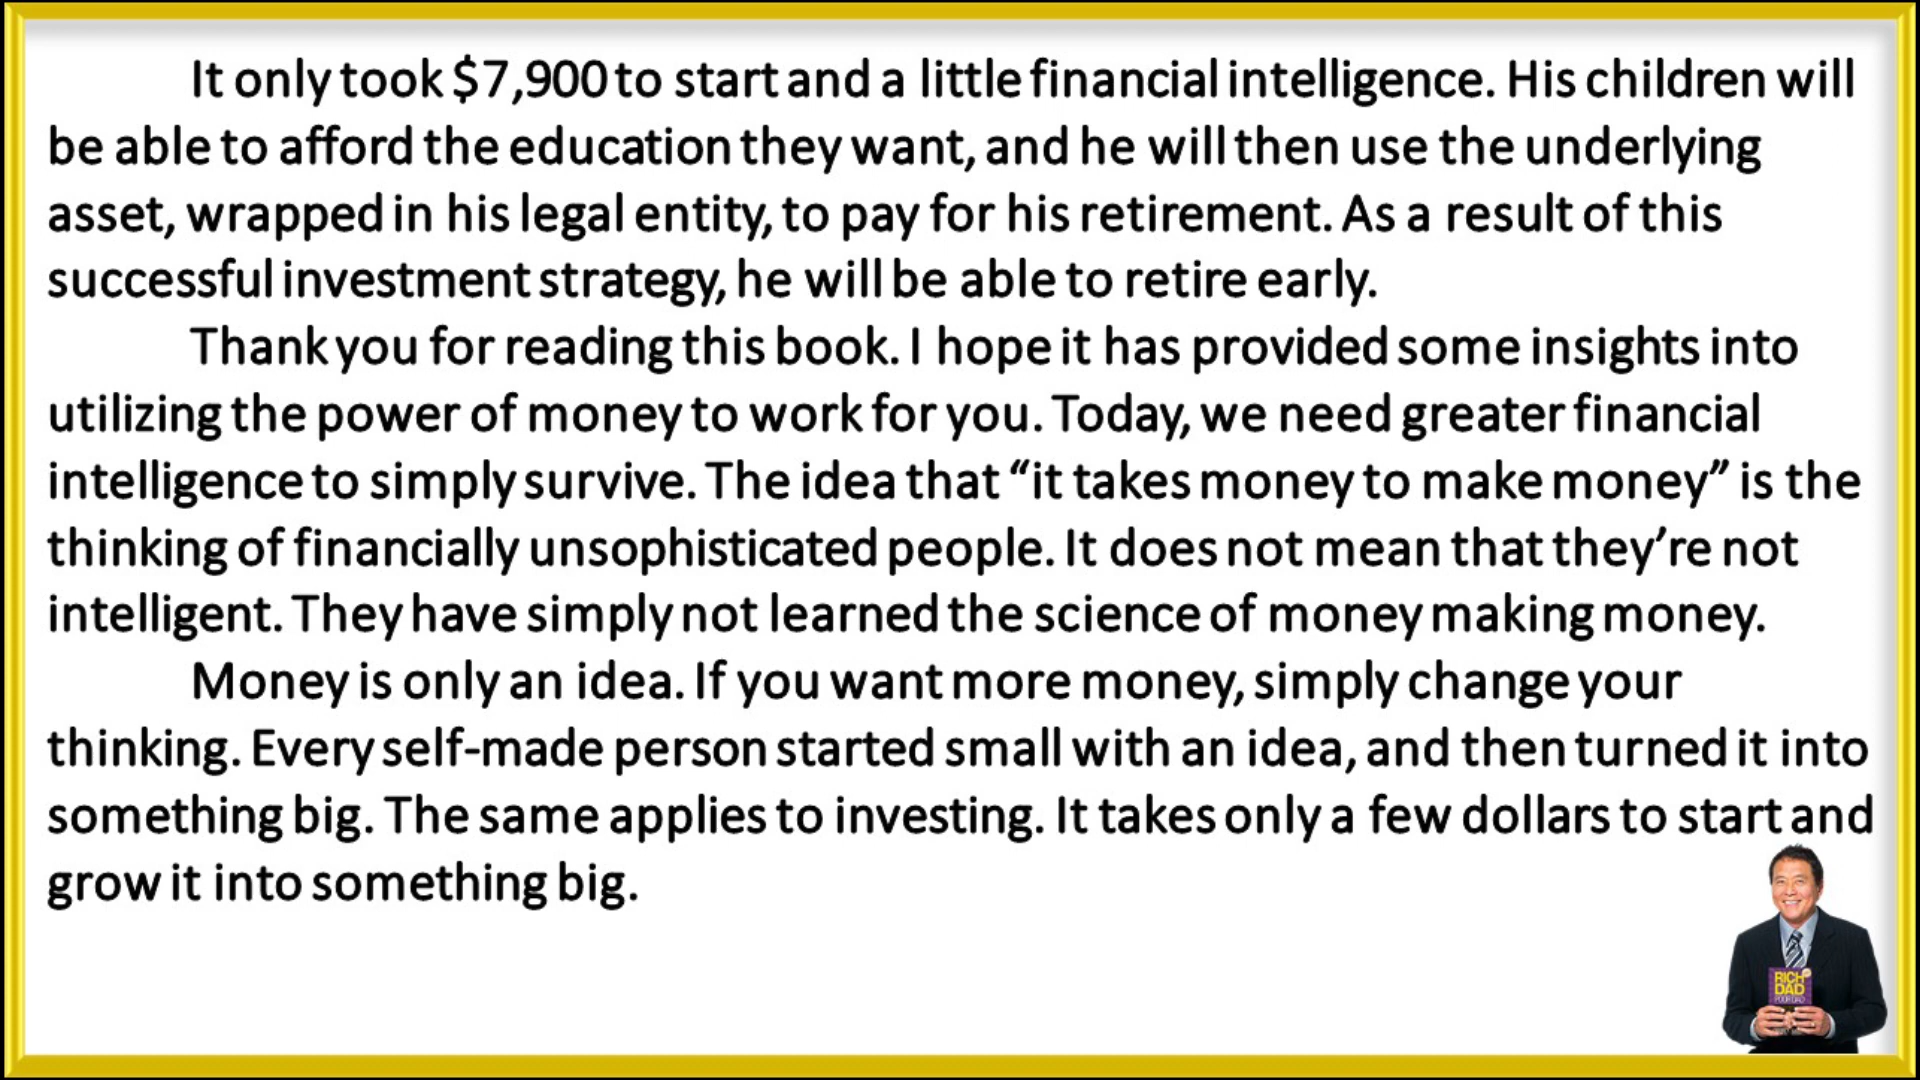 It only took $7,900 to start and a little financial intelligence. His children will
be able to afford the education they want, and he will then use the underlying
asset, wrapped in his legal entity, to pay for his retirement. As a result of this
successful investment strategy, he will be able to retire early.
Thank you for reading this book. I hope it has provided some insights into
utilizing the power of money to work for you. Today, we need greater financial
intelligence to simply survive. The idea that “it takes money to make money” is the
thinking of financially unsophisticated people. It does not mean that they’re not
intelligent. They have simply not learned the science of money making money.
Money is only an idea. If you want more money, simply change your
thinking. Every self-made person started small with an idea, and then turned it into
something big. The same applies to investing. It takes only a few dollars to start and
grow it into something big.
RICH
DAD
POOR DAD